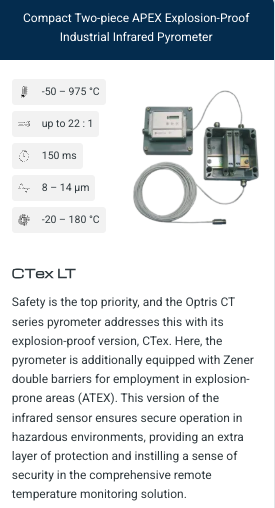 Compact Two-piece APEX Explosion-Proof
Industrial Infrared Pyrometer
-50 – 975 °C
up to 22 : 1
150 ms
8 – 14 μm
-20 – 180 °C
CTex LT
Safety is the top priority, and the Optris CT
series pyrometer addresses this with its
explosion-proof version, CTex. Here, the
pyrometer is additionally equipped with Zener
double barriers for employment in explosion-
prone areas (ATEX). This version of the
infrared sensor ensures secure operation in
hazardous environments, providing an extra
layer of protection and instilling a sense of
security in the comprehensive remote
temperature monitoring solution.